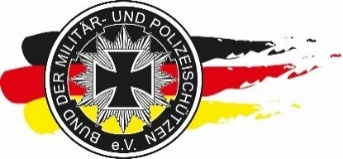 BUND DER MILITÄR- UND POLIZEISCHÜTZEN
e.V.